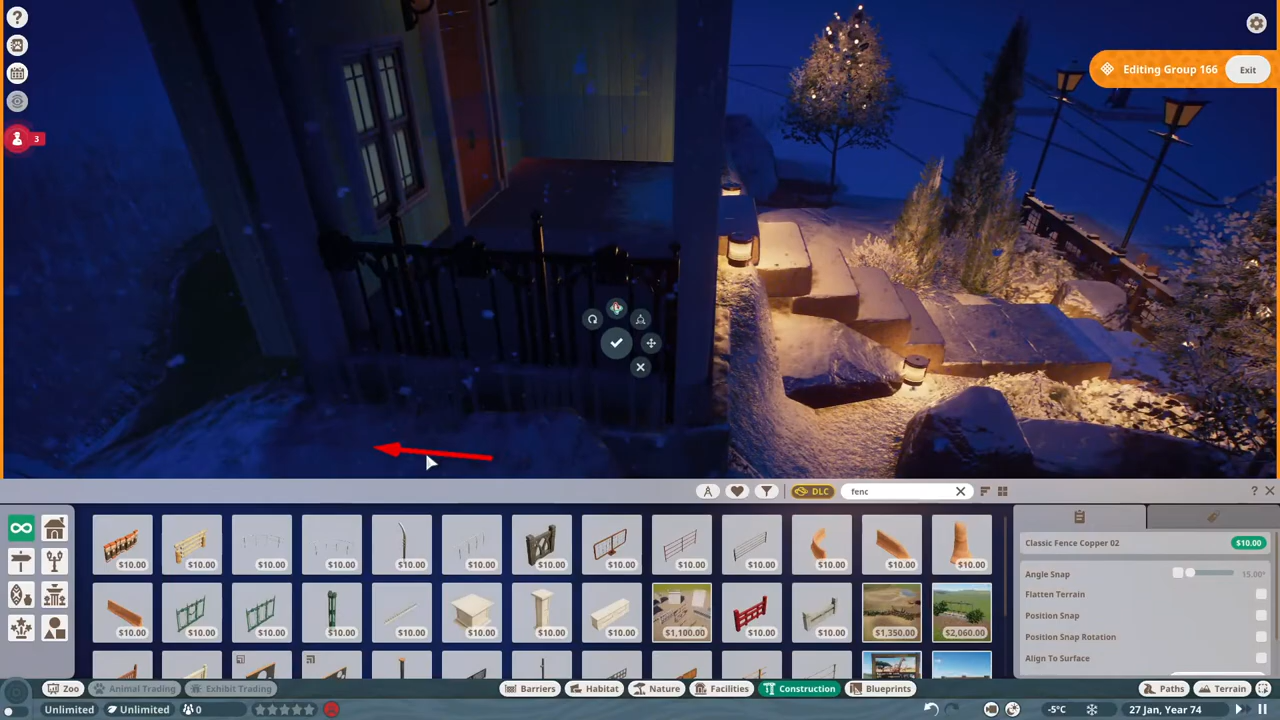 ?
Editing Group 166
Exit
3
DLC
fenc
?
$10.00 $10.00 $10.00 $10.00 $10.00 $10.00 $10.00 $10.00 $10.00 $10.00 $10.00 $10.00 $10.00
$10.00 $10.00 $10.00 $10.00 $10.00 $10.00 $10.00 $10.00 $1,100.00 $10.00 $10.00 $1,350.00 $2,060.00
Classic Fence Copper 02
$10.00
Angle Snap
15.00°
Flatten Terrain
Position Snap
Position Snap Rotation
Align To Surface
Zoo
Animal Trading
Exhibit Trading
Barriers
Habitat
Nature
Facilities
Construction
Blueprints
Paths
Terrain
Unlimited
Unlimited
0
-5°C
27 Jan, Year 74